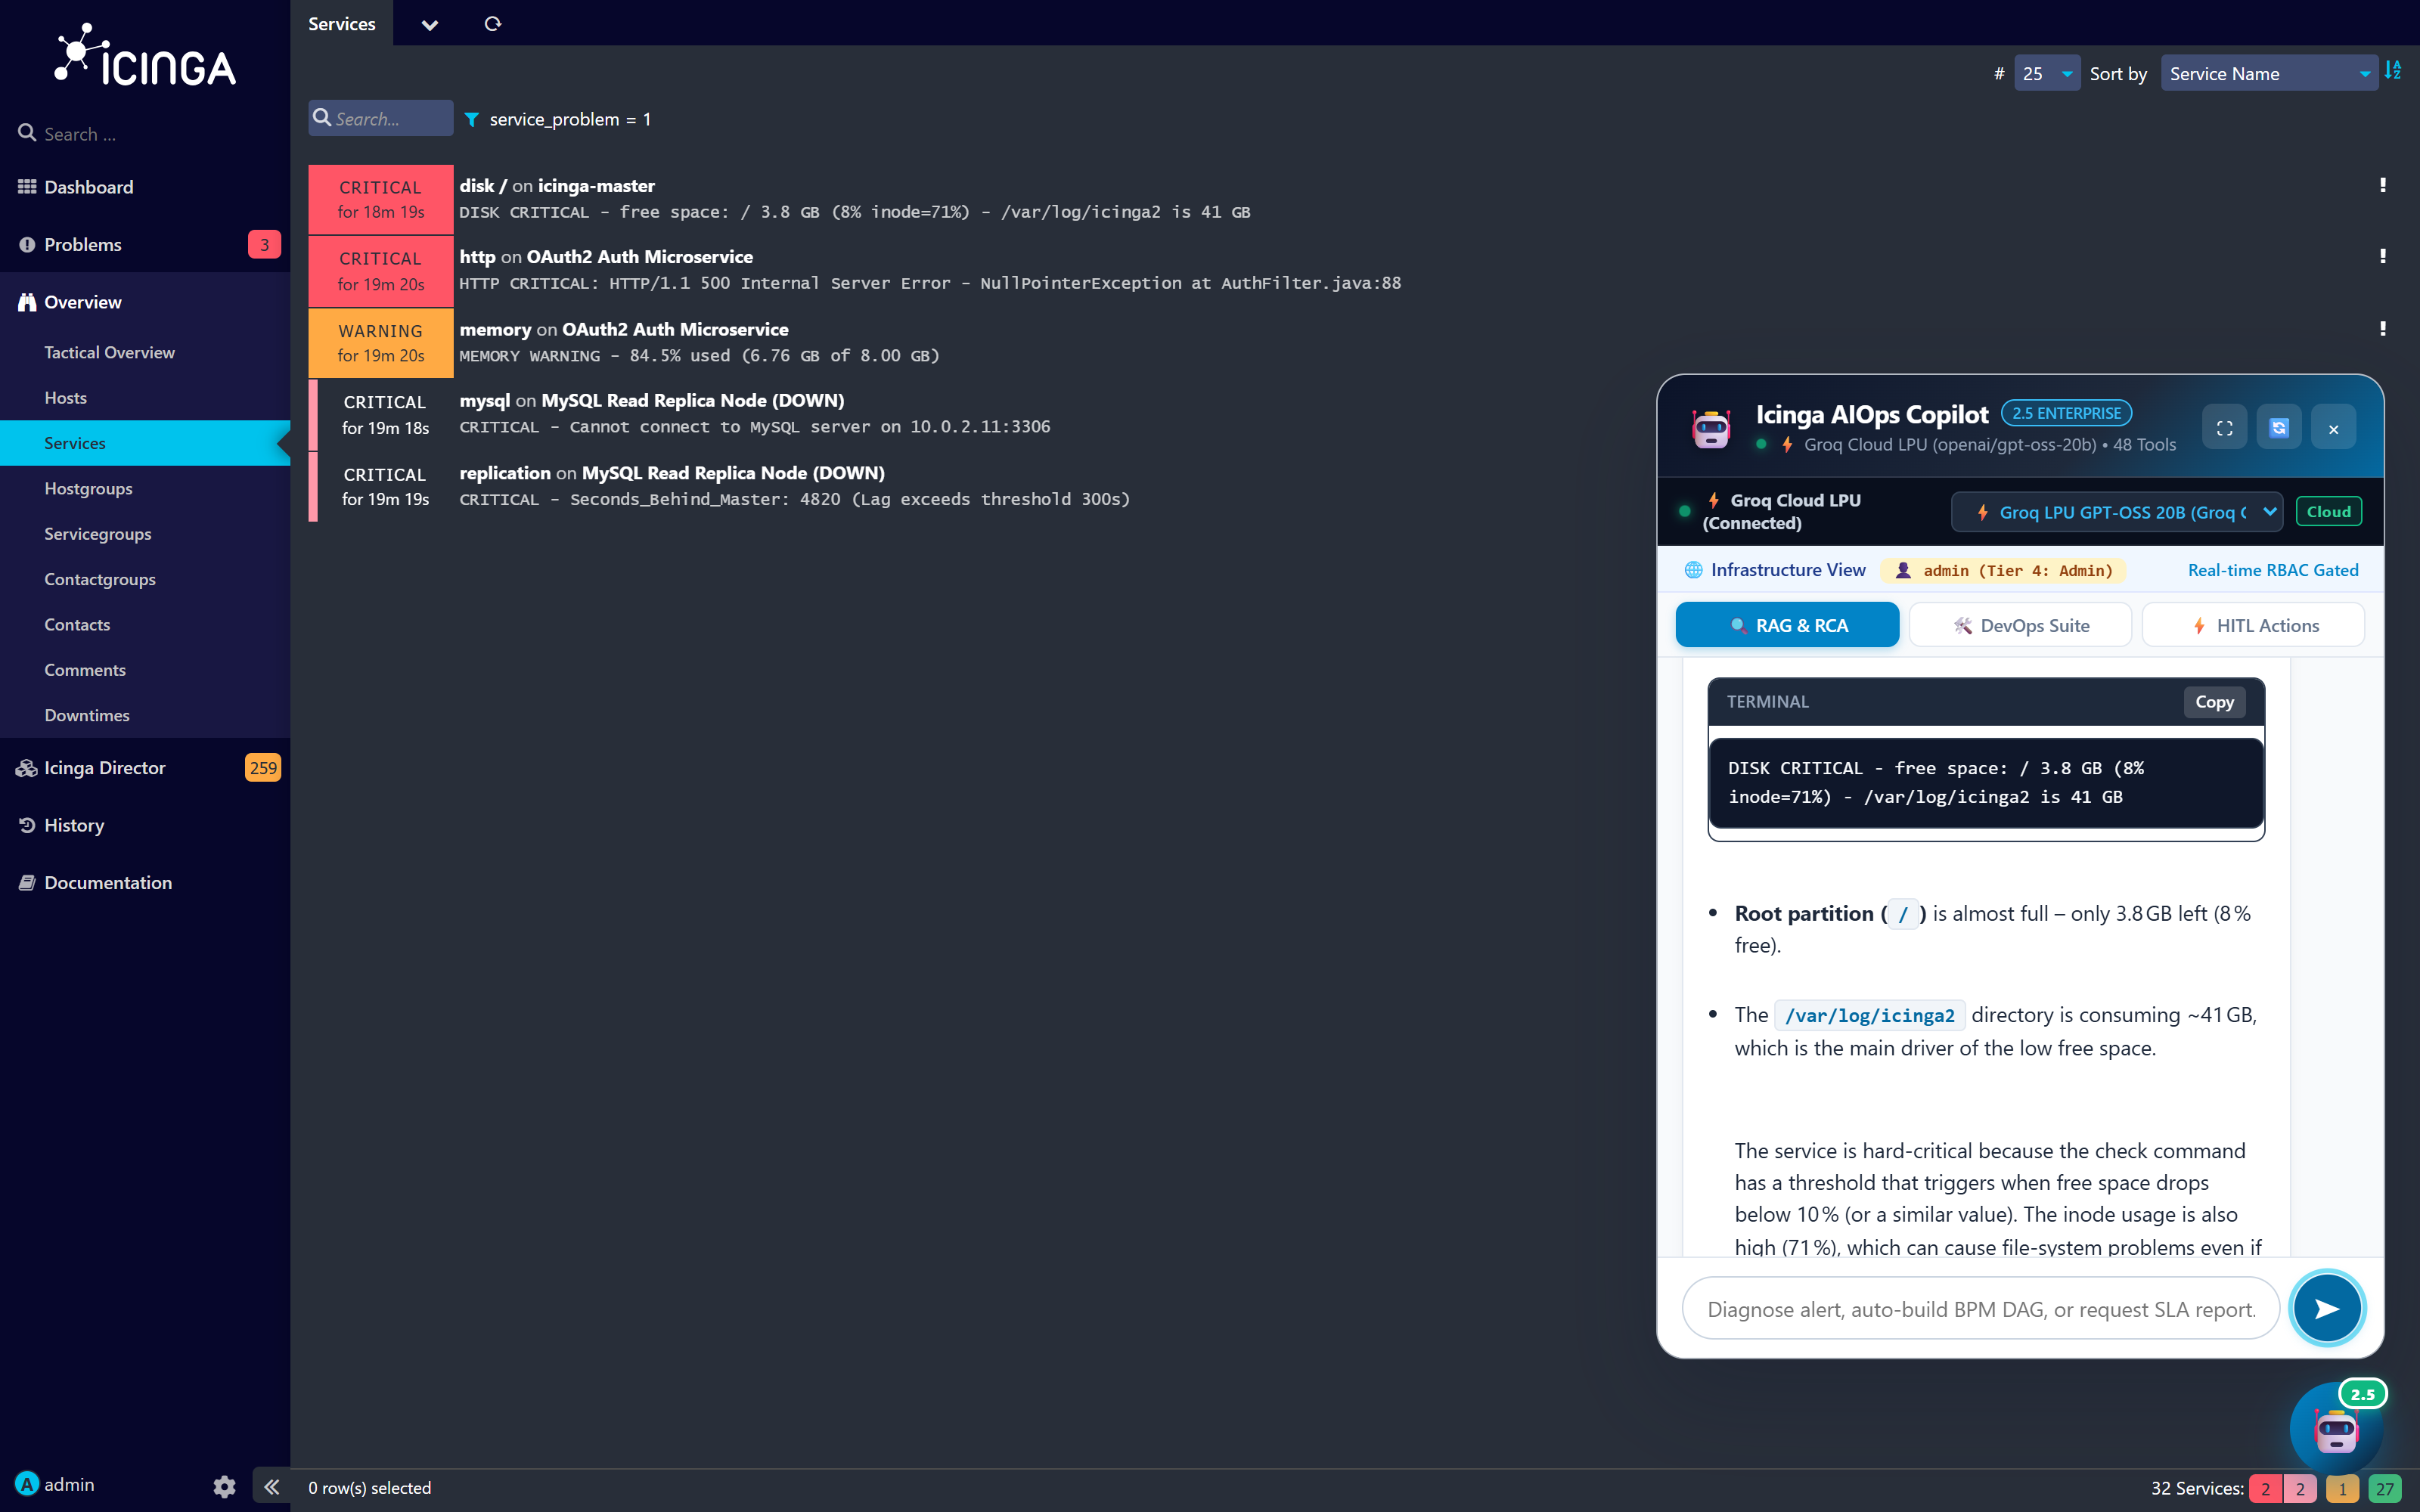 ICINGA
Search ...
Dashboard
Problems 3
Overview
Tactical Overview
Hosts
Services
Hostgroups
Servicegroups
Contactgroups
Contacts
Comments
Downtimes
Icinga Director 259
History
Documentation
A admin
Services
# 25 Sort by Service Name
Search... service_problem = 1
CRITICAL
for 18m 19s
disk / on icinga-master
DISK CRITICAL - free space: / 3.8 GB (8% inode=71%) - /var/log/icinga2 is 41 GB
CRITICAL
for 19m 20s
http on OAuth2 Auth Microservice
HTTP CRITICAL: HTTP/1.1 500 Internal Server Error - NullPointerException at AuthFilter.java:88
WARNING
for 19m 20s
memory on OAuth2 Auth Microservice
MEMORY WARNING - 84.5% used (6.76 GB of 8.00 GB)
CRITICAL
for 19m 18s
mysql on MySQL Read Replica Node (DOWN)
CRITICAL - Cannot connect to MySQL server on 10.0.2.11:3306
CRITICAL
for 19m 19s
replication on MySQL Read Replica Node (DOWN)
CRITICAL - Seconds_Behind_Master: 4820 (Lag exceeds threshold 300s)
Icinga AIOps Copilot 2.5 ENTERPRISE
Groq Cloud LPU (openai/gpt-oss-20b) • 48 Tools
Groq Cloud LPU
(Connected)
Groq LPU GPT-OSS 20B (Groq C
Cloud
Infrastructure View admin (Tier 4: Admin) Real-time RBAC Gated
RAG & RCA DevOps Suite HITL Actions
TERMINAL Copy
DISK CRITICAL - free space: / 3.8 GB (8%
inode=71%) - /var/log/icinga2 is 41 GB
• Root partition ( / ) is almost full – only 3.8 GB left (8 %
free).
• The /var/log/icinga2 directory is consuming ~41 GB,
which is the main driver of the low free space.
The service is hard-critical because the check command
has a threshold that triggers when free space drops
below 10 % (or a similar value). The inode usage is also
high (71 %), which can cause file-system problems even if
Diagnose alert, auto-build BPM DAG, or request SLA report.
2.5
0 row(s) selected
32 Services: 2 2 1 27